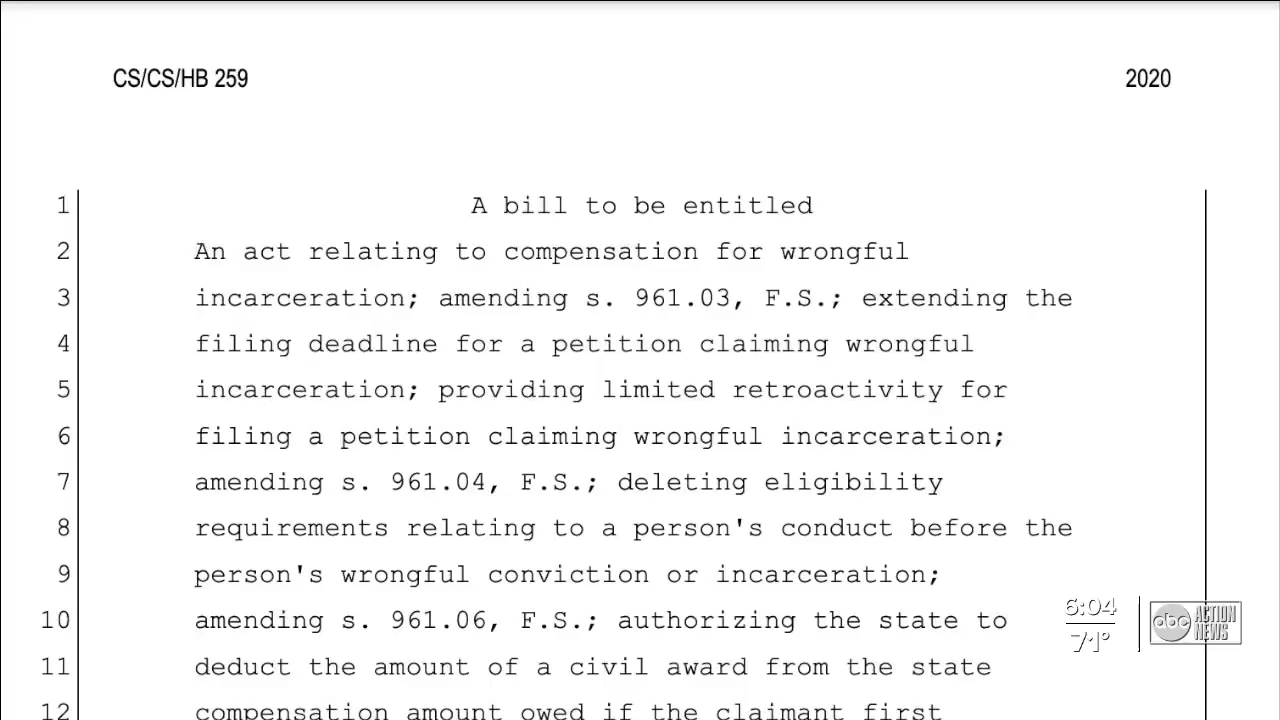 CS/CS/HB 259 2020
1 A bill to be entitled
2 An act relating to compensation for wrongful
3 incarceration; amending s. 961.03, F.S.; extending the
4 filing deadline for a petition claiming wrongful
5 incarceration; providing limited retroactivity for
6 filing a petition claiming wrongful incarceration;
7 amending s. 961.04, F.S.; deleting eligibility
8 requirements relating to a person's conduct before the
9 person's wrongful conviction or incarceration;
10 amending s. 961.06, F.S.; authorizing the state to
11 deduct the amount of a civil award from the state
12 compensation amount owed if the claimant first
6:04
71°
abc ACTION NEWS